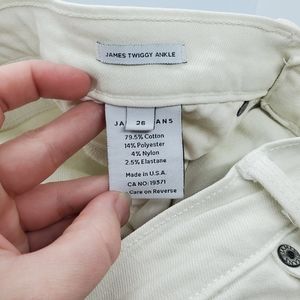 JAMES TWIGGY ANKLE
JA
ANS
26
79.5% Cotton
14% Polyester
4% Nylon
2.5% Elastane
Made in U.S.A.
CA NO: 19371
Care on Reverse